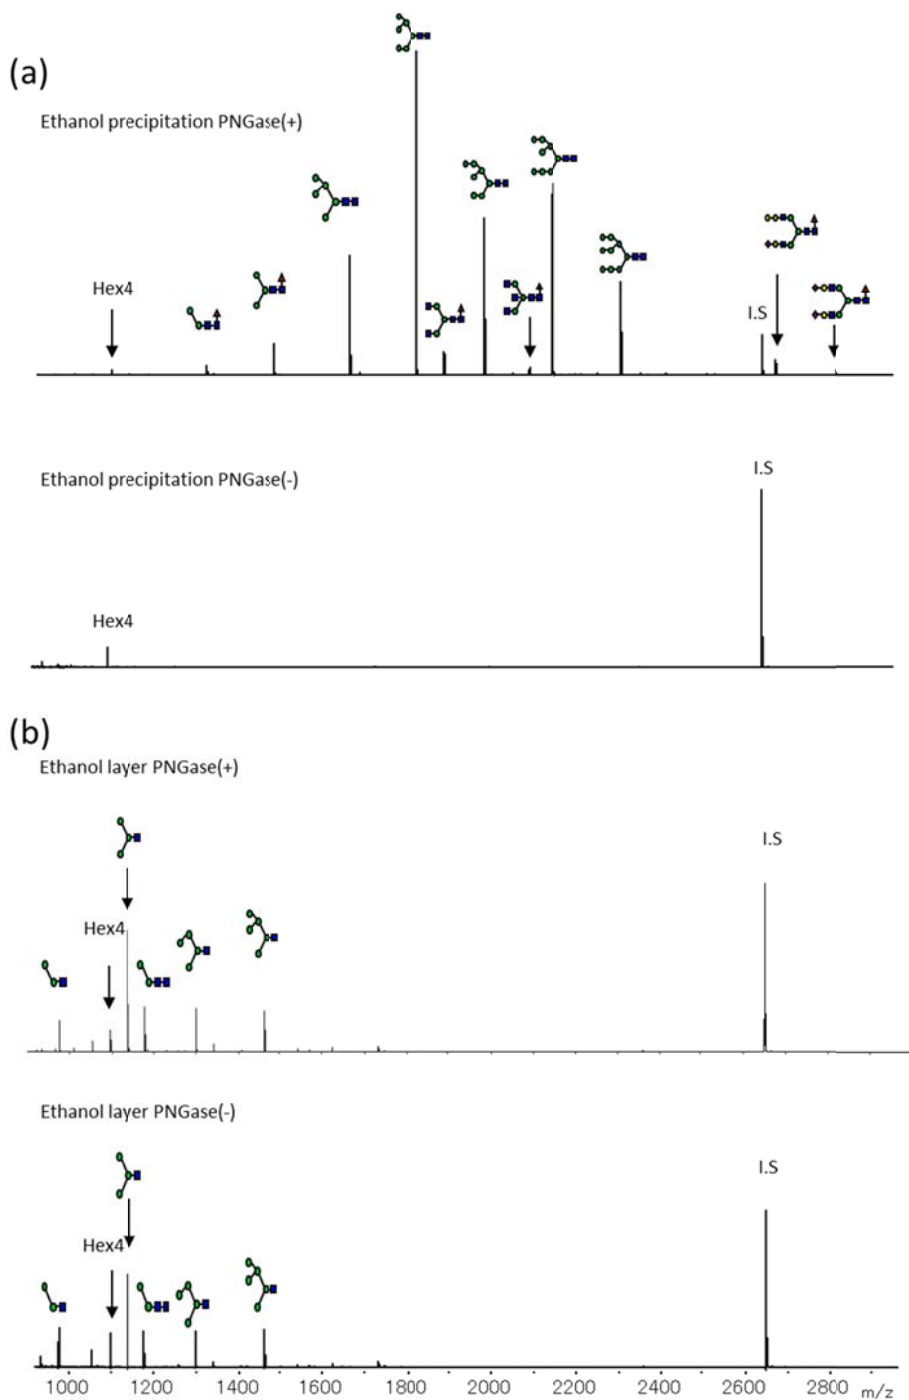 (a)
Ethanol precipitation PNGase(+)
Hex4
I.S
Ethanol precipitation PNGase(-)
I.S
Hex4
(b)
Ethanol layer PNGase(+)
I.S
Hex4
Ethanol layer PNGase(-)
I.S
Hex4
1000 1200 1400 1600 1800 2000 2200 2400 2600 2800 m/z